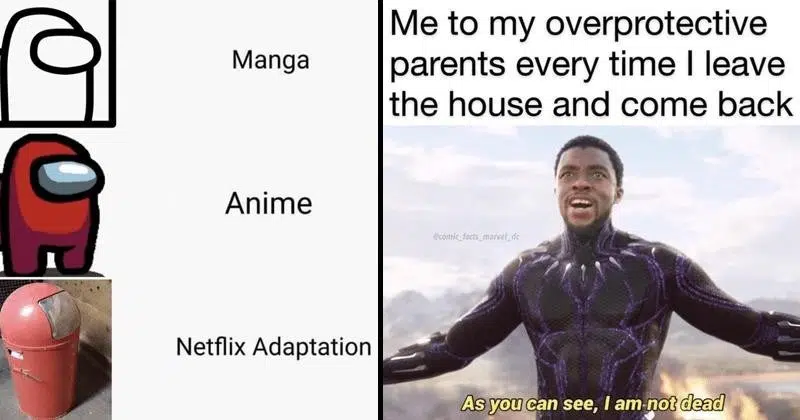 Manga
Anime
Netflix Adaptation
Me to my overprotective
parents every time I leave
the house and come back
@comic_facts_marvel_dc
As you can see, I am not dead